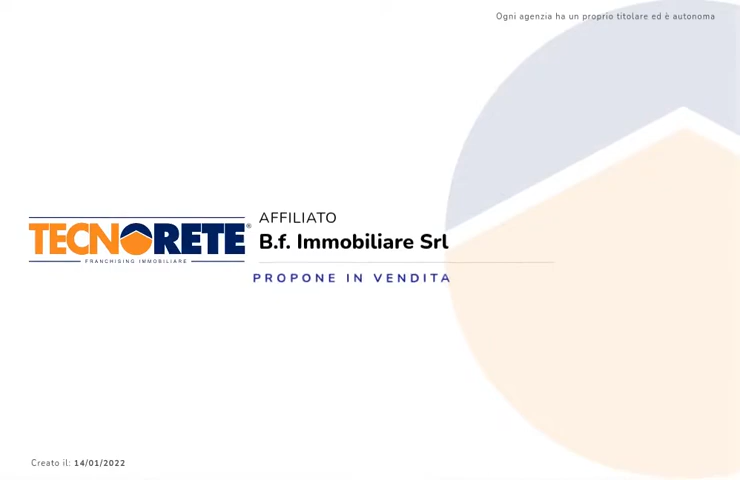 Ogni agenzia ha un proprio titolare ed è autonoma
AFFILIATO
TECNORETE®
B.f. Immobiliare Srl
FRANCHISING IMMOBILIARE
PROPONE IN VENDITA
Creato il: 14/01/2022